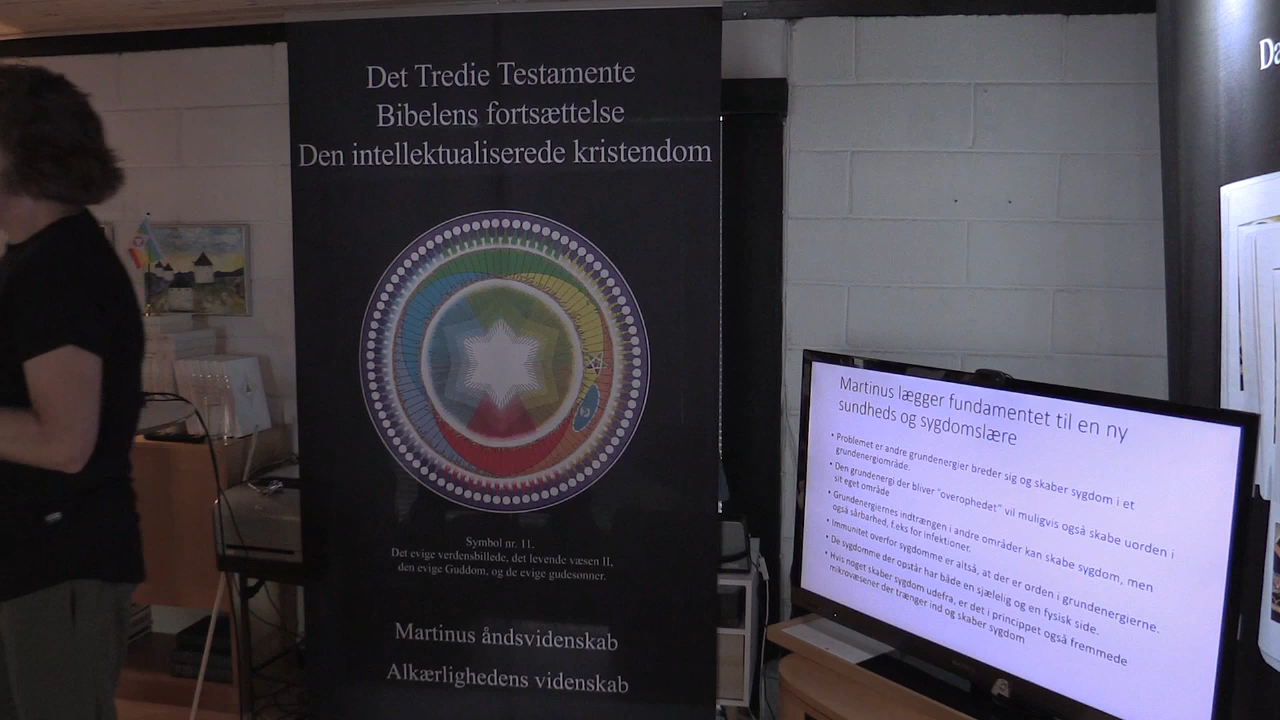 Det Tredie Testamente
Bibelens fortsættelse
Den intellektualiserede kristendom
Symbol nr. 11.
Det evige verdensbillede, det levende væsen II,
den evige Guddom, og de evige gudesønner.
Martinus åndsvidenskab
Alkærlighedens videnskab
Martinus lægger fundamentet til en ny
sundheds og sygdomslære
• Problemet er andre grundenergier breder sig og skaber sygdom i et
grundenergiområde.
• Den grundenergi der bliver "overophedet" vil muligvis også skabe uorden i
sit eget område
• Grundenergiernes indtrængen i andre områder kan skabe sygdom, men
også sårbarhed, f.eks for infektioner.
• Immunitet overfor sygdomme er altså, at der er orden i grundenergierne.
• De sygdomme der opstår har både en sjælelig og en fysisk side.
• Hvis noget skaber sygdom udefra, er det i princippet også fremmede
mikrovæsener der trænger ind og skaber sygdom
Da